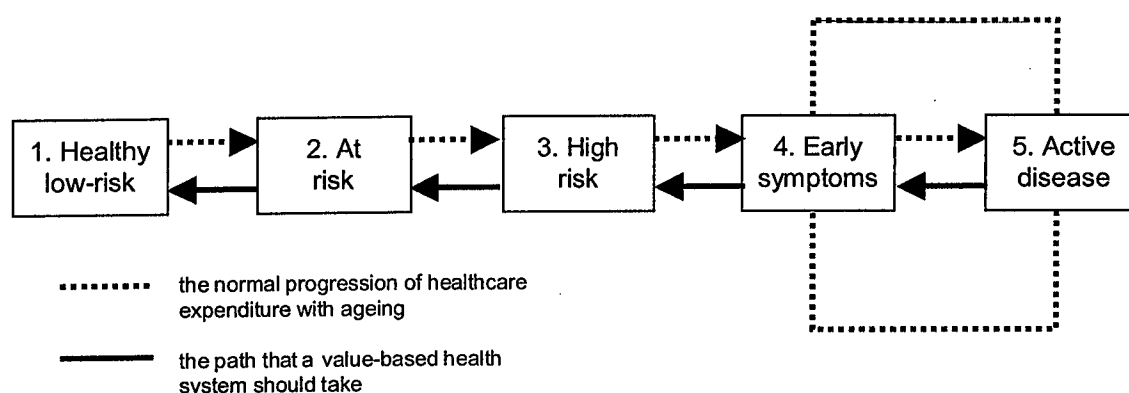 1. Healthy
low-risk
2. At
risk
3. High
risk
4. Early
symptoms
5. Active
disease
the normal progression of healthcare
expenditure with ageing
the path that a value-based health
system should take